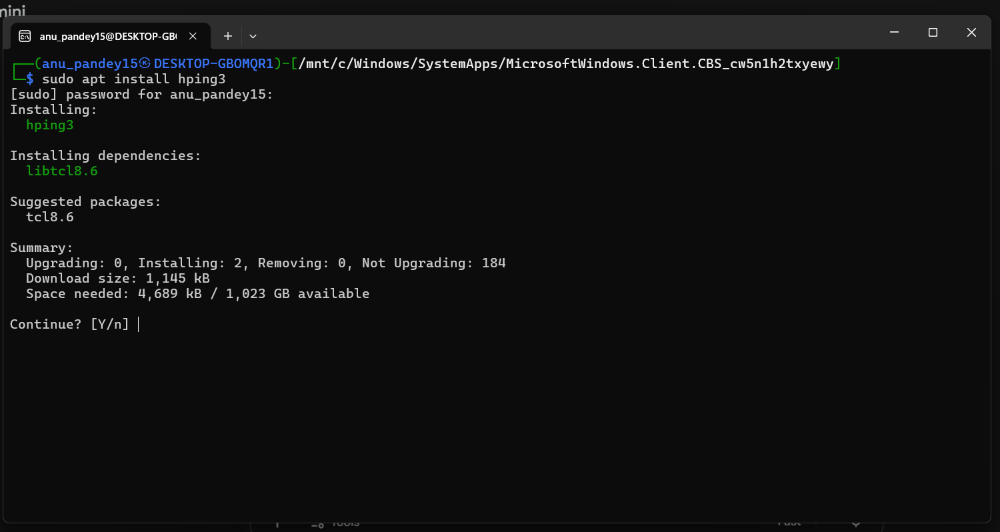 anu_pandey15@DESKTOP-GB
┌──(anu_pandey15㉿DESKTOP-GBOMQR1)-[/mnt/c/Windows/SystemApps/MicrosoftWindows.Client.CBS_cw5n1h2txyewy]
└─$ sudo apt install hping3
[sudo] password for anu_pandey15:
Installing:
  hping3

Installing dependencies:
  libtcl8.6

Suggested packages:
  tcl8.6

Summary:
  Upgrading: 0, Installing: 2, Removing: 0, Not Upgrading: 184
  Download size: 1,145 kB
  Space needed: 4,689 kB / 1,023 GB available

Continue? [Y/n]
Tools
Fast